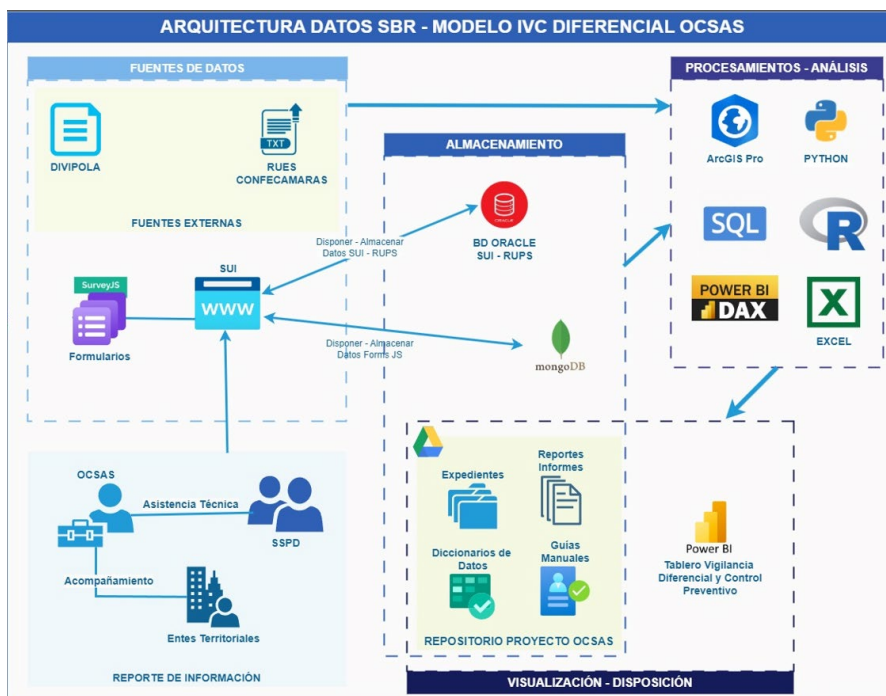 ARQUITECTURA DATOS SBR - MODELO IVC DIFERENCIAL OCSAS
FUENTES DE DATOS
DIVIPOLA
TXT
RUES
CONFECAMARAS
FUENTES EXTERNAS
SUI
WWW
SurveyJS
Formularios
Disponer - Almacenar
Datos SUI - RUPS
Disponer - Almacenar
Datos Forms JS
ALMACENAMIENTO
ORACLE
BD ORACLE
SUI - RUPS
mongoDB
PROCESAMIENTOS - ANÁLISIS
ArcGIS Pro
PYTHON
SQL
R
POWER BI
DAX
X
EXCEL
OCSAS
Asistencia Técnica
SSPD
Acompañamiento
Entes Territoriales
REPORTE DE INFORMACIÓN
Expedientes
Reportes
Informes
Diccionarios de
Datos
Guías
Manuales
REPOSITORIO PROYECTO OCSAS
Power BI
Tablero Vigilancia
Diferencial y Control
Preventivo
VISUALIZACIÓN - DISPOSICIÓN